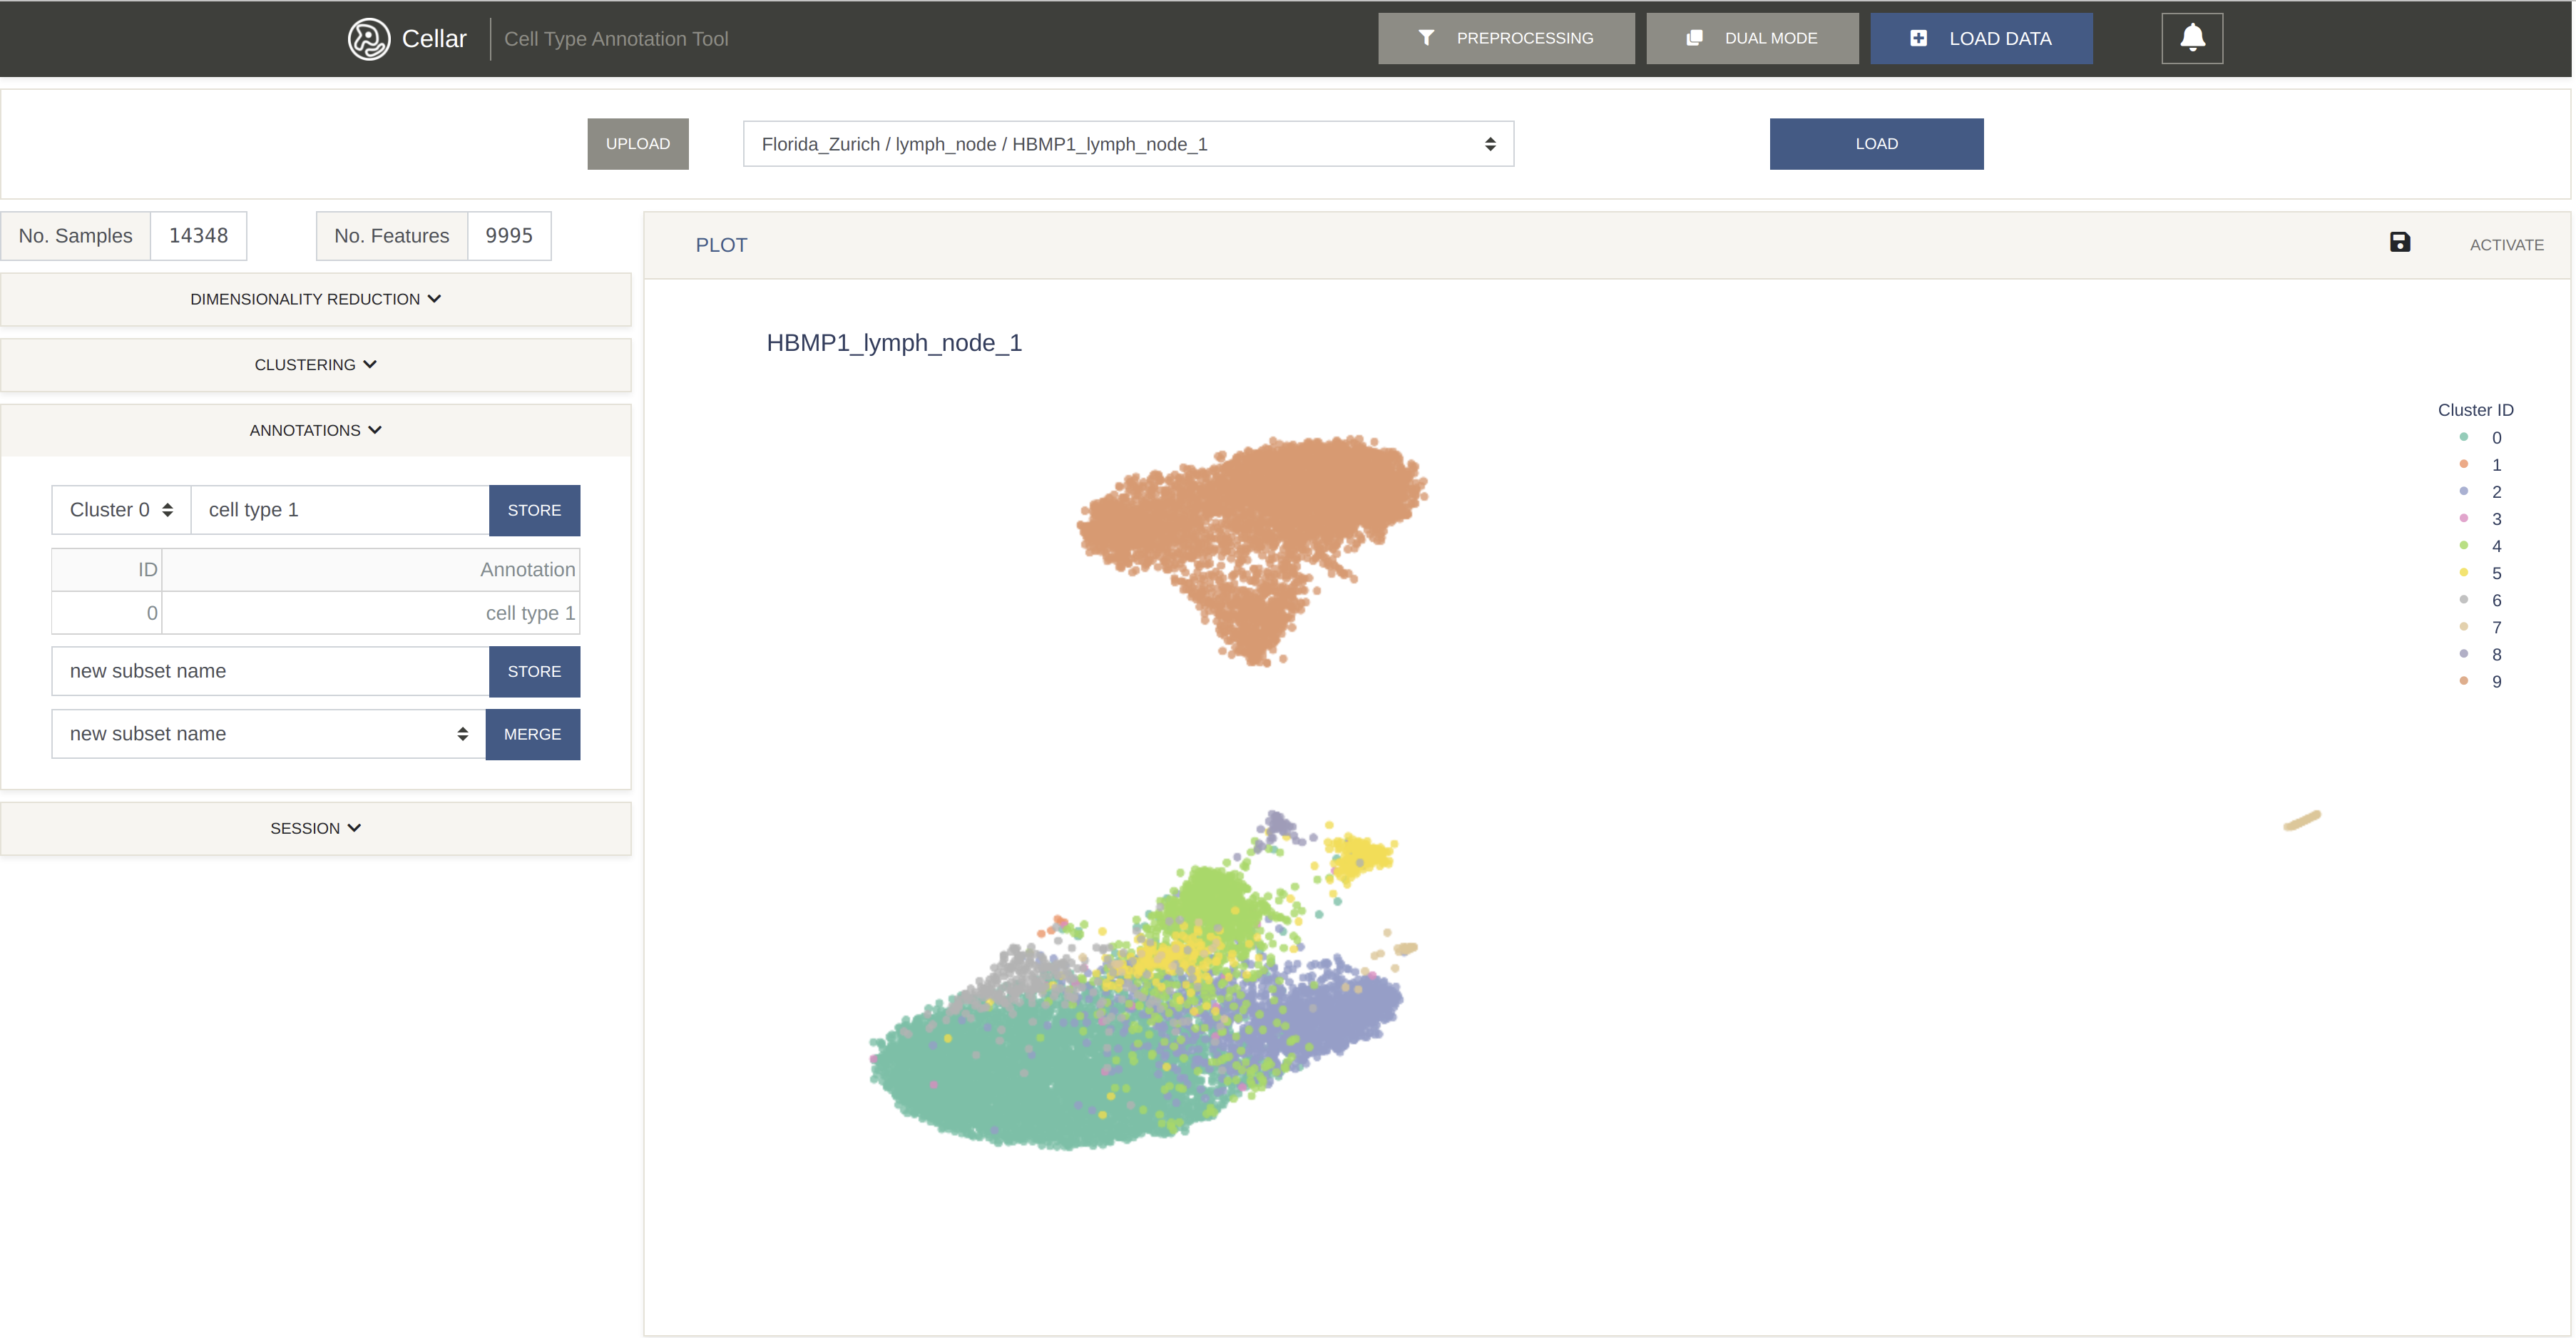 Cellar
Cell Type Annotation Tool
PREPROCESSING
DUAL MODE
LOAD DATA
UPLOAD
Florida_Zurich / lymph_node / HBMP1_lymph_node_1
LOAD
No. Samples 14348
No. Features 9995
DIMENSIONALITY REDUCTION
CLUSTERING
ANNOTATIONS
Cluster 0
cell type 1
STORE
ID Annotation
0 cell type 1
new subset name
STORE
new subset name
MERGE
SESSION
PLOT
ACTIVATE
HBMP1_lymph_node_1
Cluster ID
0
1
2
3
4
5
6
7
8
9